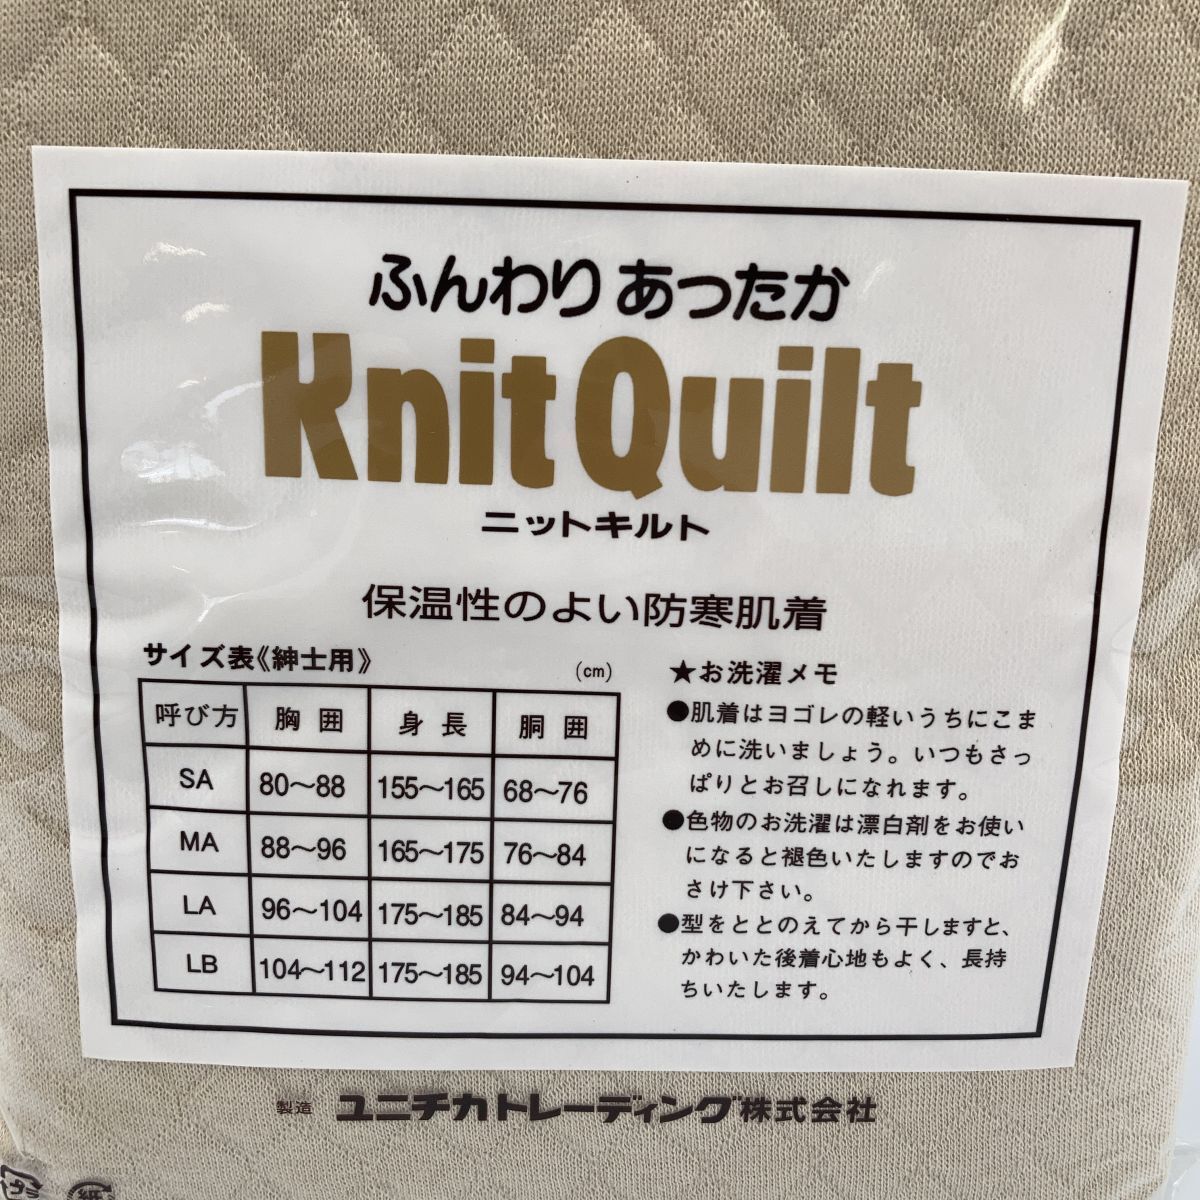 ふんわり あったか
Knit Quilt
ニットキルト
保温性のよい防寒肌着
サイズ表《紳士用》 (cm)
呼び方 胸囲 身長 胴囲
SA 80〜88 155〜165 68〜76
MA 88〜96 165〜175 76〜84
LA 96〜104 175〜185 84〜94
LB 104〜112 175〜185 94〜104
★お洗濯メモ
●肌着はヨゴレの軽いうちにこま
めに洗いましょう。いつもさっ
ぱりとお召しになれます。
●色物のお洗濯は漂白剤をお使い
になると褪色いたしますのでお
さけ下さい。
●型をととのえてから干しますと、
かわいた後着心地もよく、長持
ちいたします。
製造 ユニチカトレーディング株式会社
プラ
紙